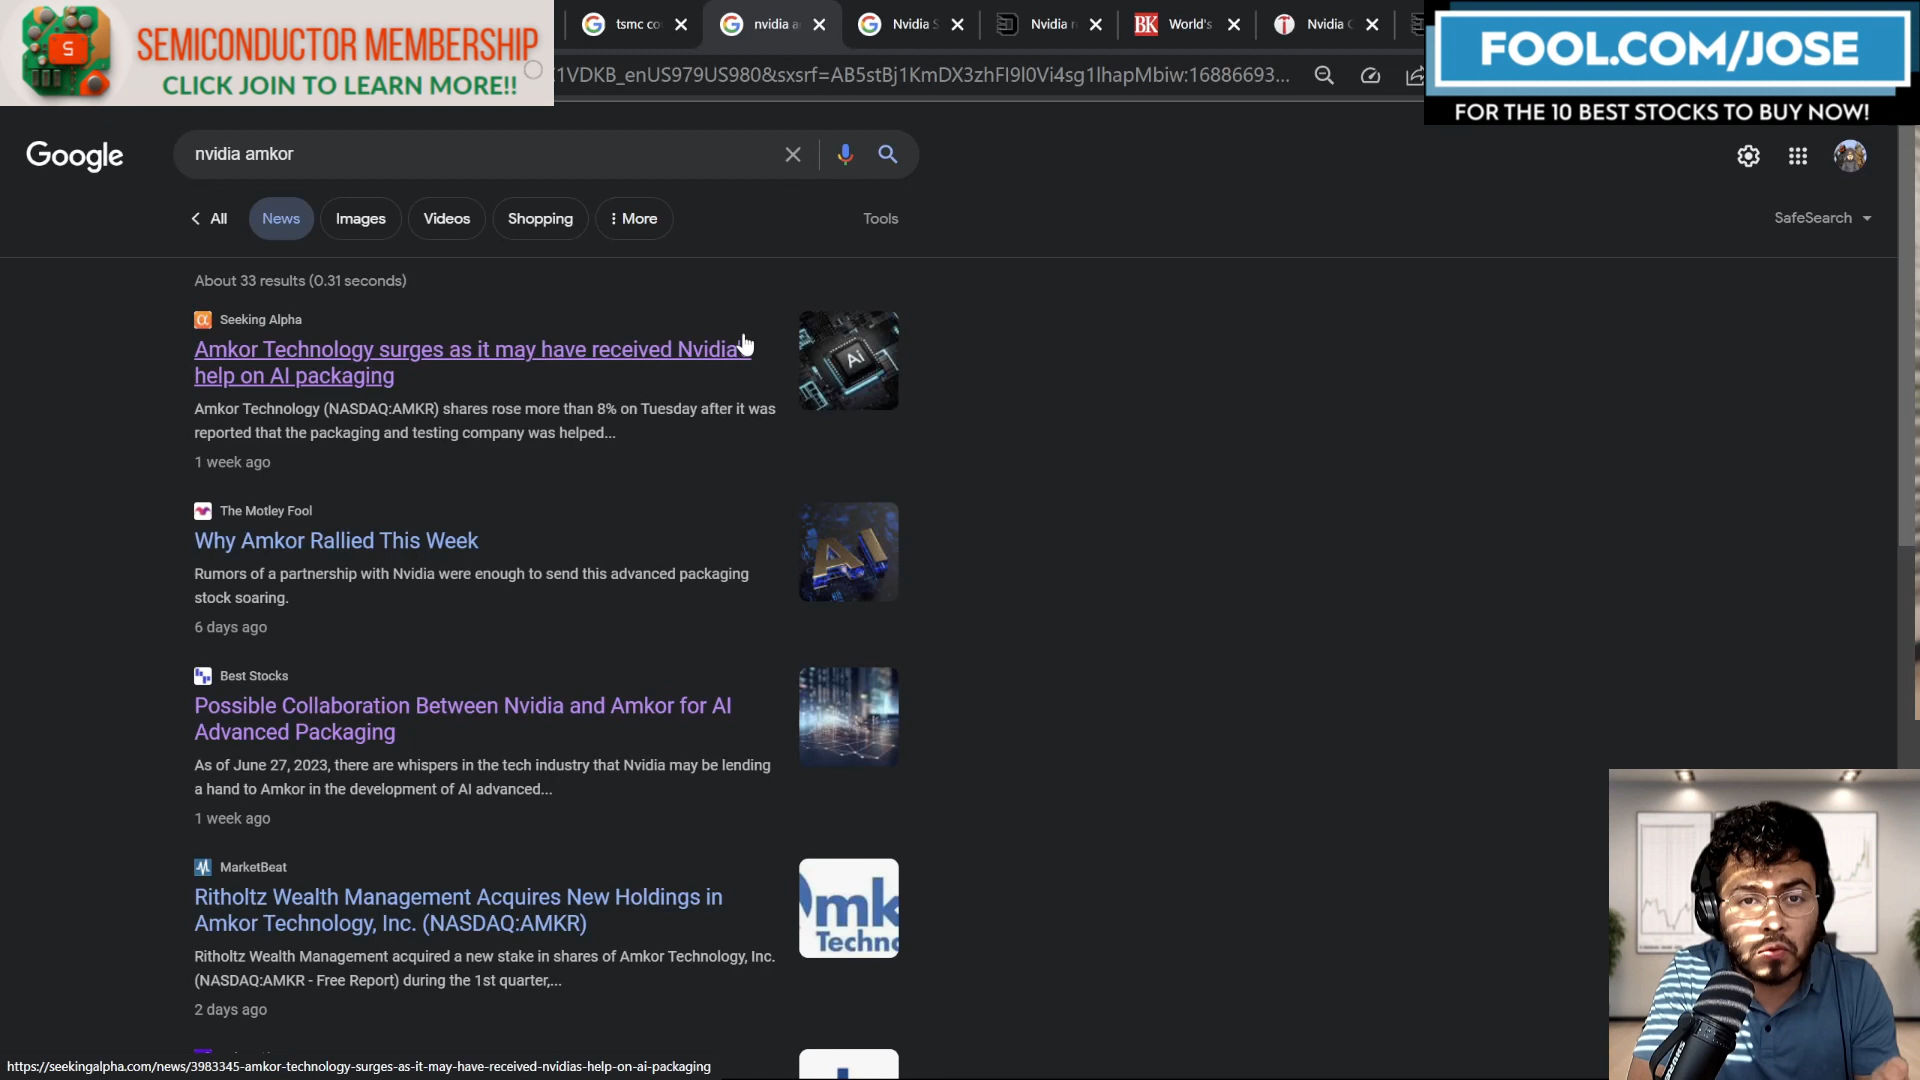 SEMICONDUCTOR MEMBERSHIP
CLICK JOIN TO LEARN MORE!!
S
tsmc co
nvidia a
Nvidia S
Nvidia r
BK World's
Nvidia C
1VDKB_enUS979US980&sxsrf=AB5stBj1KmDX3zhFI9l0Vi4sg1lhapMbiw:16886693...
FOOL.COM/JOSE
FOR THE 10 BEST STOCKS TO BUY NOW!
Google
nvidia amkor
All
News
Images
Videos
Shopping
More
Tools
SafeSearch
About 33 results (0.31 seconds)
Seeking Alpha
Amkor Technology surges as it may have received Nvidia's
help on AI packaging
Amkor Technology (NASDAQ:AMKR) shares rose more than 8% on Tuesday after it was
reported that the packaging and testing company was helped...
1 week ago
Ai
The Motley Fool
Why Amkor Rallied This Week
Rumors of a partnership with Nvidia were enough to send this advanced packaging
stock soaring.
6 days ago
AI
Best Stocks
Possible Collaboration Between Nvidia and Amkor for AI
Advanced Packaging
As of June 27, 2023, there are whispers in the tech industry that Nvidia may be lending
a hand to Amkor in the development of AI advanced...
1 week ago
MarketBeat
Ritholtz Wealth Management Acquires New Holdings in
Amkor Technology, Inc. (NASDAQ:AMKR)
Ritholtz Wealth Management acquired a new stake in shares of Amkor Technology, Inc.
(NASDAQ:AMKR - Free Report) during the 1st quarter,...
2 days ago
mk
Techno
https://seekingalpha.com/news/3983345-amkor-technology-surges-as-it-may-have-received-nvidias-help-on-ai-packaging
SHURE